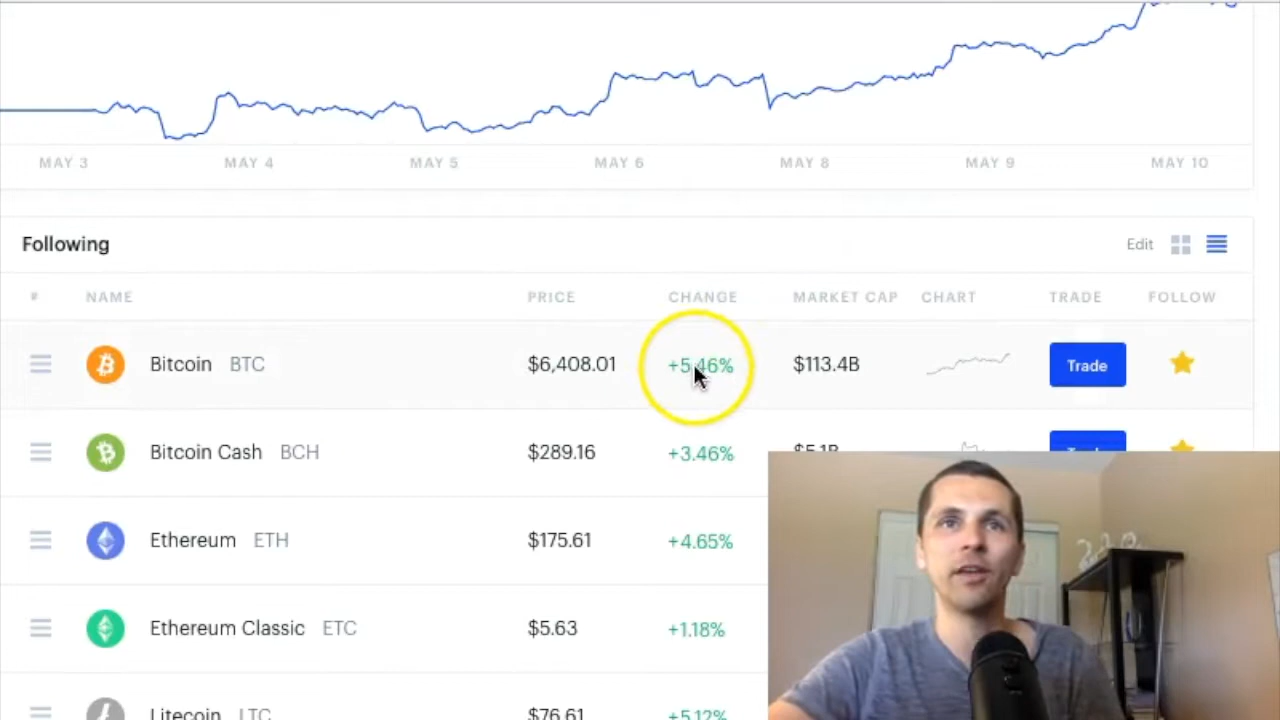 MAY 3 MAY 4 MAY 5 MAY 6 MAY 8 MAY 9 MAY 10
Following Edit
# NAME PRICE CHANGE MARKET CAP CHART TRADE FOLLOW
Bitcoin BTC $6,408.01 +5.46% $113.4B Trade
Bitcoin Cash BCH $289.16 +3.46% $5.1B
Ethereum ETH $175.61 +4.65%
Ethereum Classic ETC $5.63 +1.18%
Litecoin LTC $76.61 +5.12%